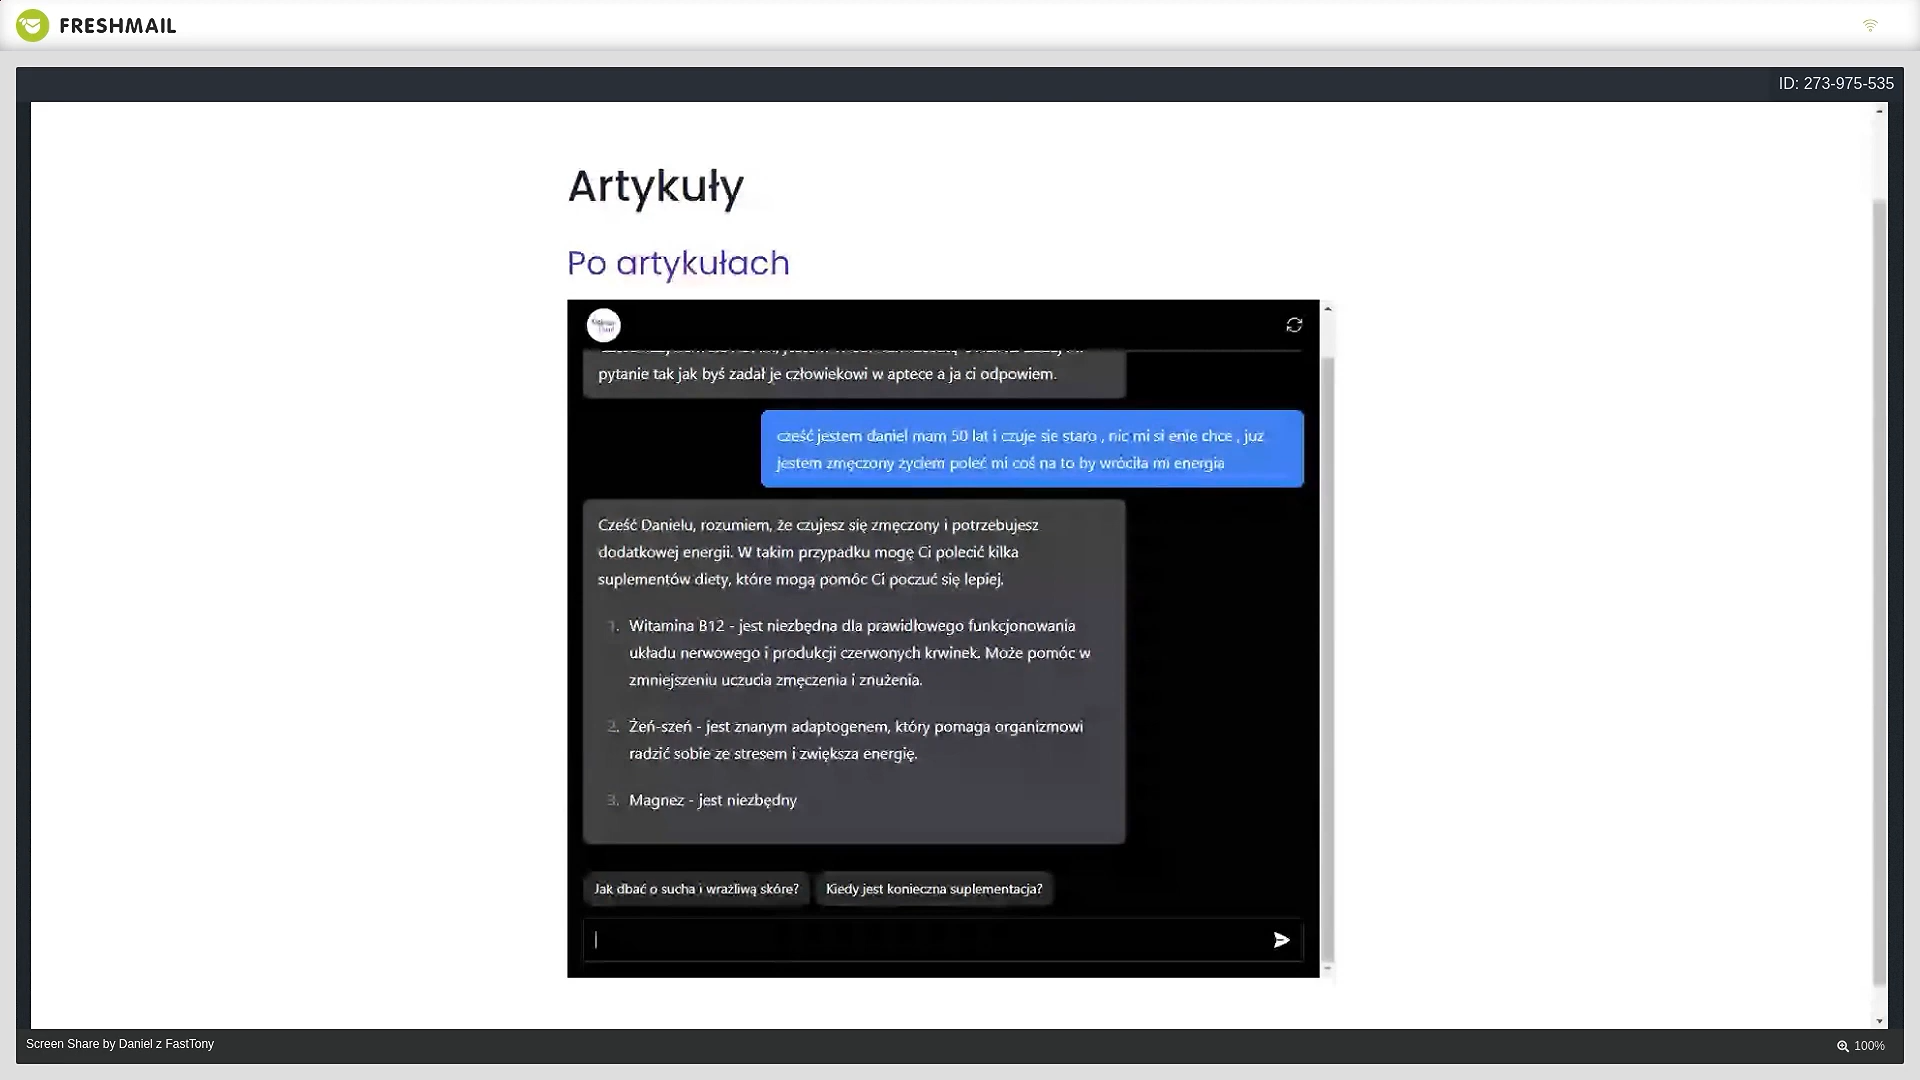 FRESHMAIL
ID: 273-975-535
Artykuły
Po artykułach
pytanie tak jak byś zadał je człowiekowi w aptece a ja ci odpowiem.
cześć jestem daniel mam 50 lat i czuje sie staro , nic mi si enie chce , juz
jestem zmęczony zyciem poleć mi coś na to by wróciła mi energia
Cześć Danielu, rozumiem, że czujesz się zmęczony i potrzebujesz
dodatkowej energii. W takim przypadku mogę Ci polecić kilka
suplementów diety, które mogą pomóc Ci poczuć się lepiej.
1. Witamina B12 - jest niezbędna dla prawidłowego funkcjonowania
układu nerwowego i produkcji czerwonych krwinek. Może pomóc w
zmniejszeniu uczucia zmęczenia i znużenia.
2. Żeń-szeń - jest znanym adaptogenem, który pomaga organizmowi
radzić sobie ze stresem i zwiększa energię.
3. Magnez - jest niezbędny
Jak dbać o sucha i wrażliwą skórę? Kiedy jest konieczna suplementacja?
Screen Share by Daniel z FastTony
100%